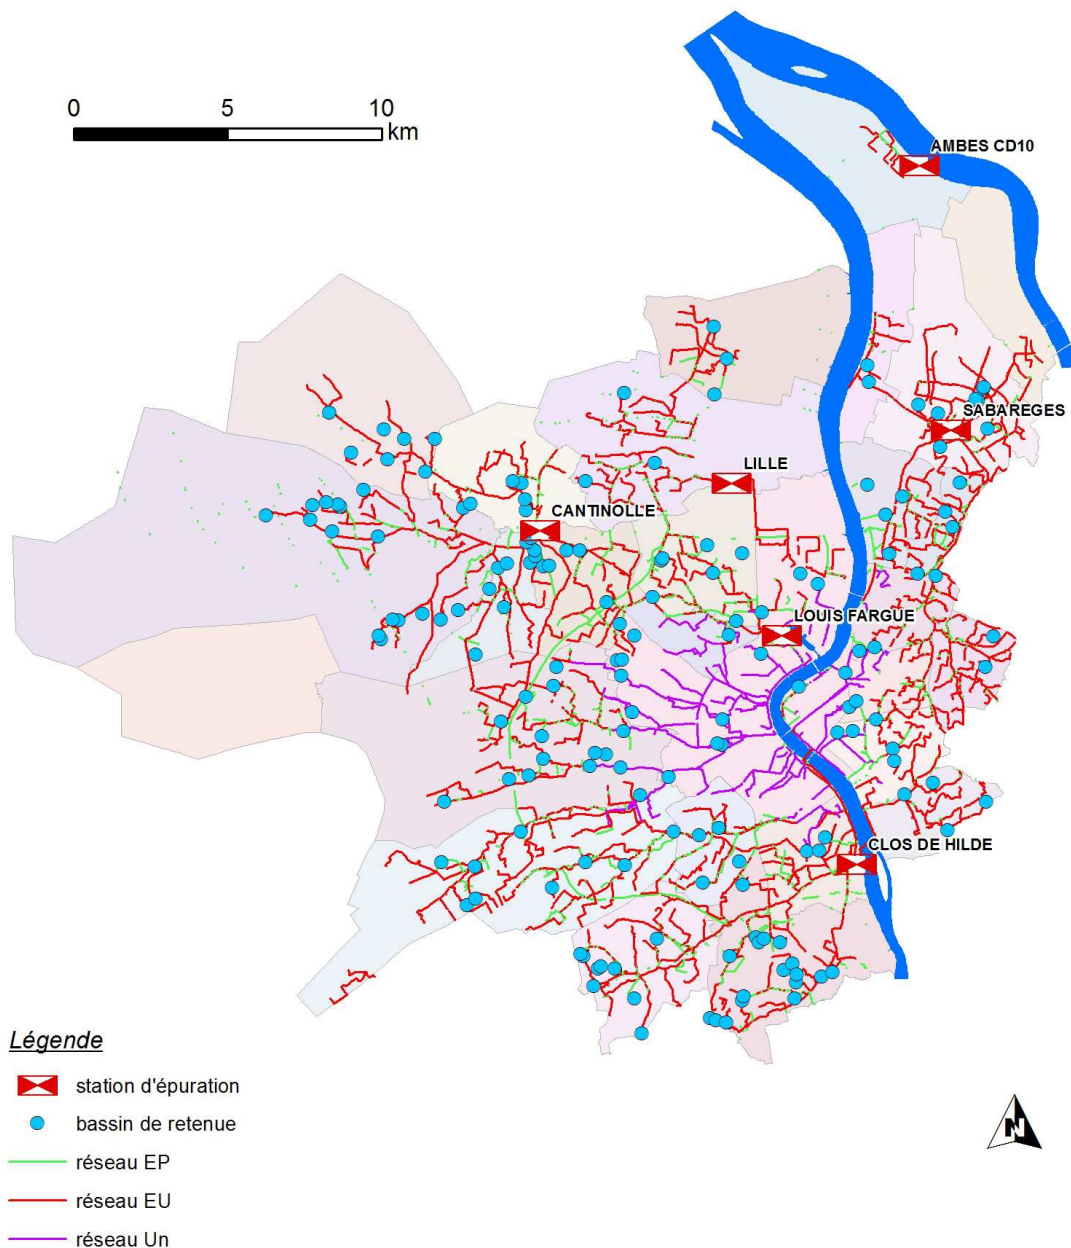 0 5 10
km
AMBES CD10
SABAREGES
LILLE
CANTINOLLE
LOUIS FARGUE
CLOS DE HILDE
Légende
station d'épuration
bassin de retenue
réseau EP
réseau EU
réseau Un
N